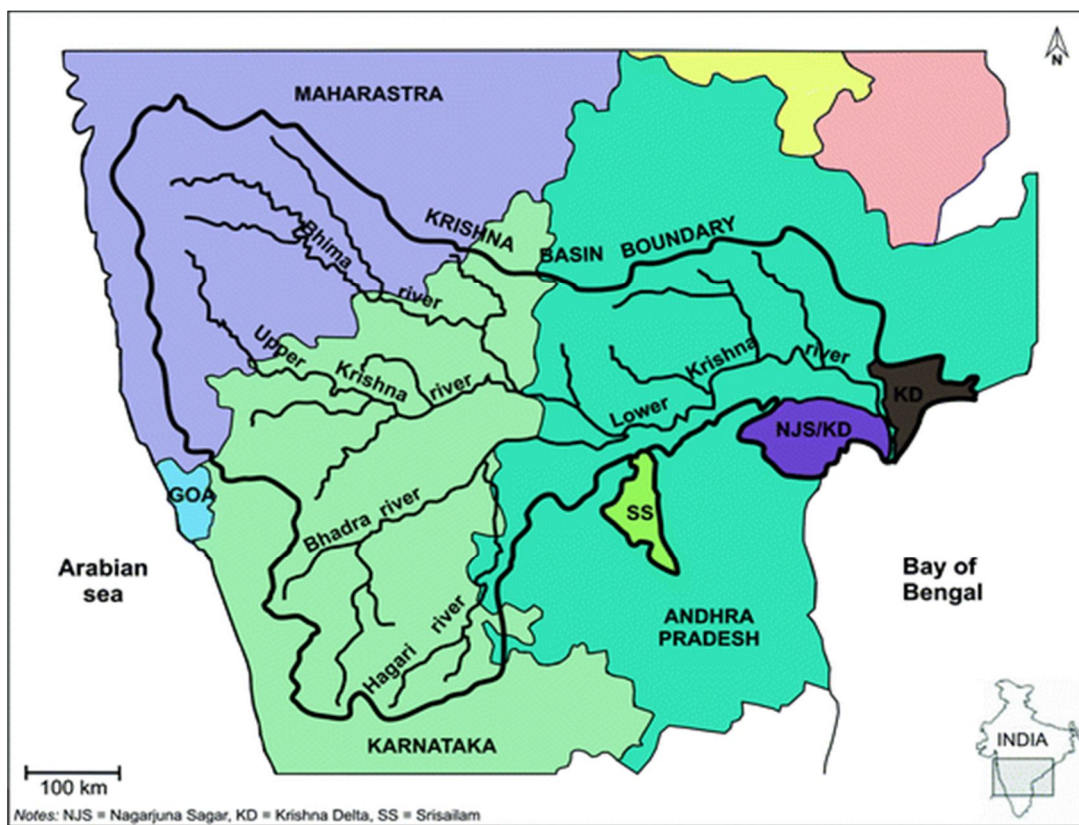 N
MAHARASTRA
KRISHNA BASIN BOUNDARY
Bhima river
Upper Krishna river
Krishna river
Lower
KD
NJS/KD
GOA
SS
Bhadra river
Arabian
sea
Bay of
Bengal
ANDHRA
PRADESH
Hagari river
KARNATAKA
INDIA
100 km
Notes: NJS = Nagarjuna Sagar, KD = Krishna Delta, SS = Srisailam